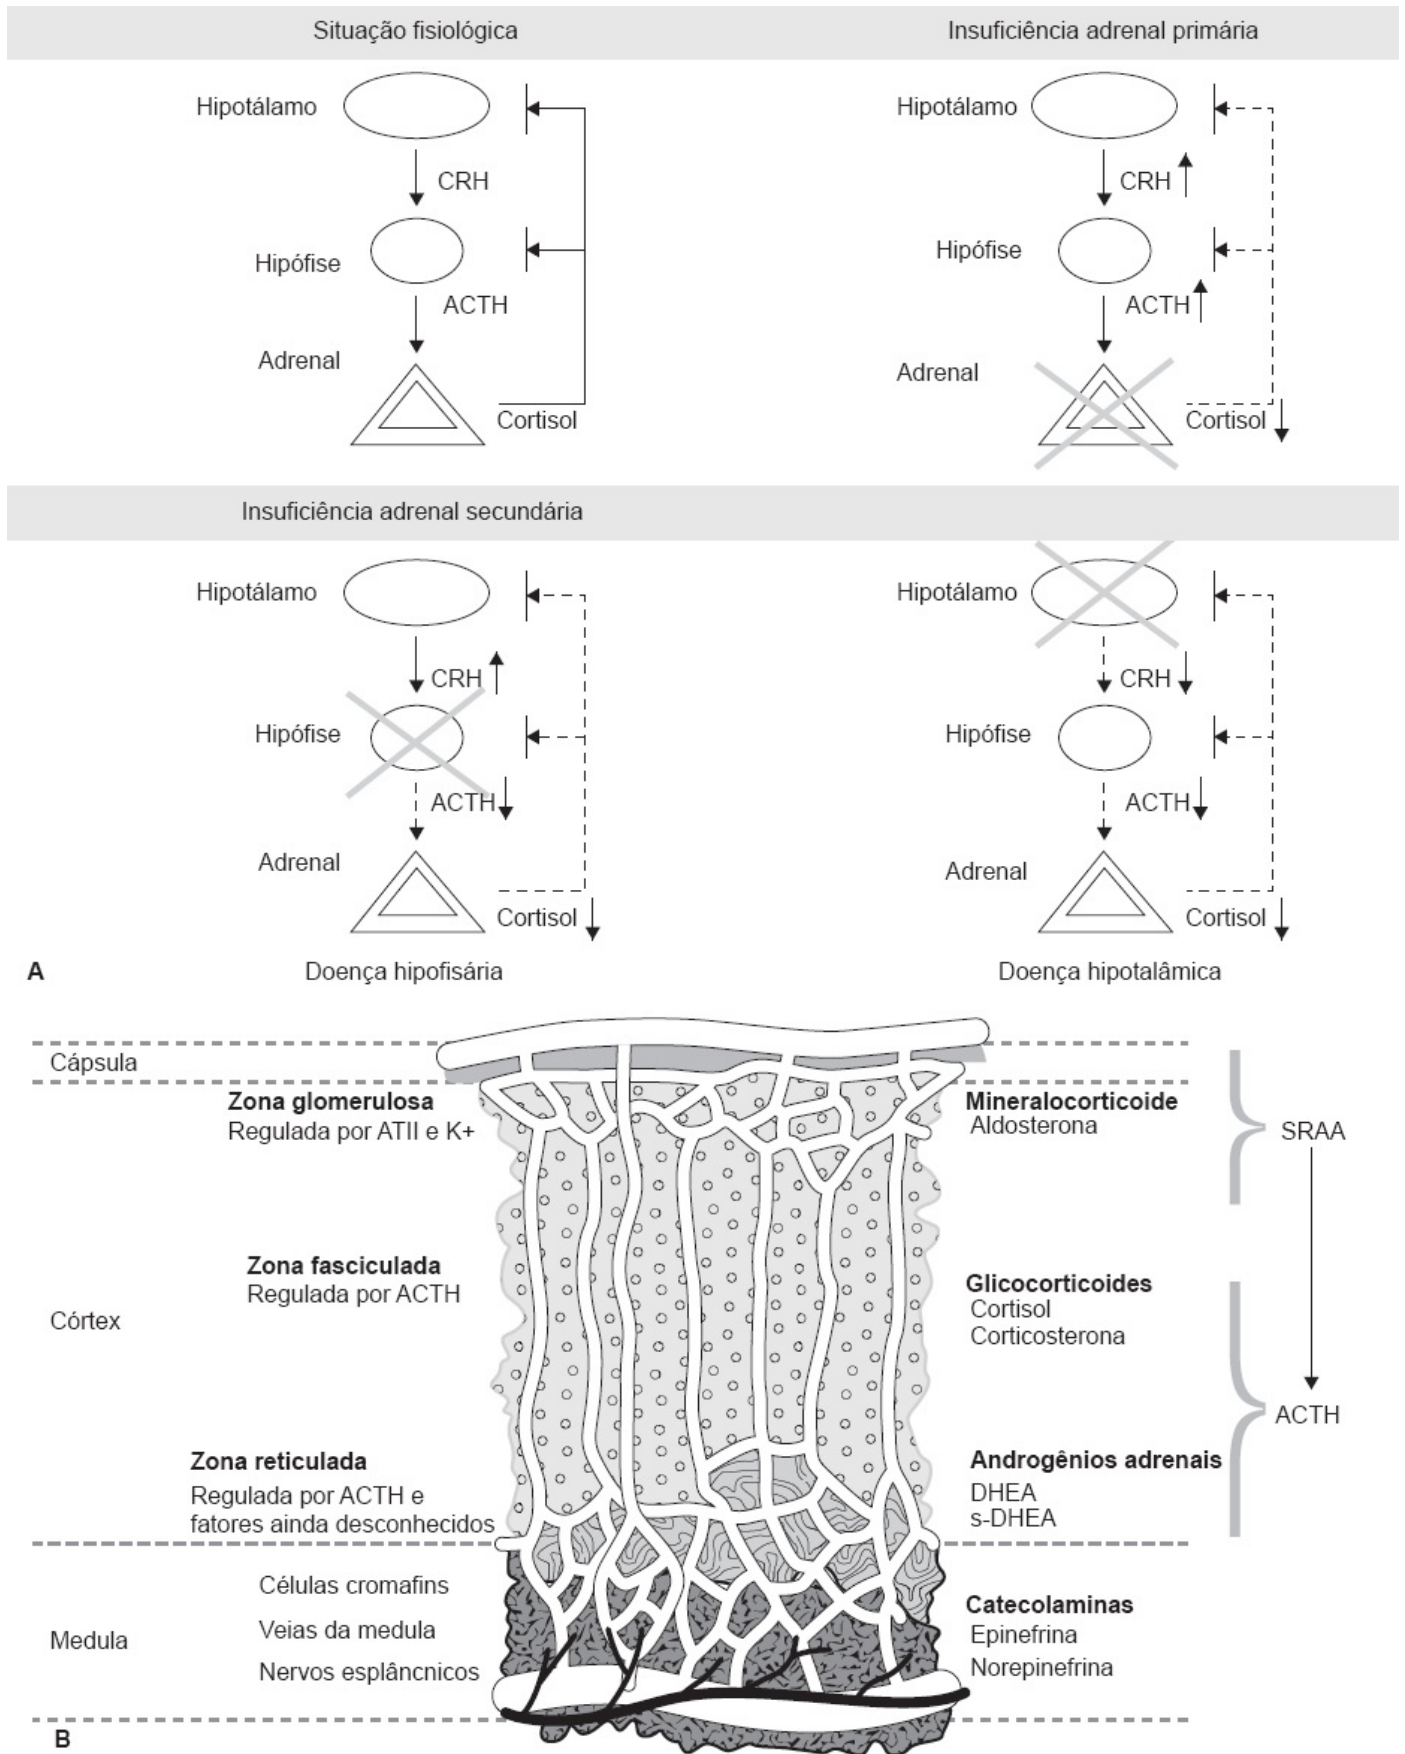 Situação fisiológica
Insuficiência adrenal primária
Hipotálamo
CRH
Hipófise
ACTH
Adrenal
Cortisol
Hipotálamo
CRH
Hipófise
ACTH
Adrenal
Cortisol
Insuficiência adrenal secundária
Hipotálamo
CRH
Hipófise
ACTH
Adrenal
Cortisol
Doença hipofisária
Hipotálamo
CRH
Hipófise
ACTH
Adrenal
Cortisol
Doença hipotalâmica
A
Cápsula
Zona glomerulosa
Regulada por ATII e K+
Mineralocorticoide
Aldosterona
SRAA
Córtex
Zona fasciculada
Regulada por ACTH
Glicocorticoides
Cortisol
Corticosterona
ACTH
Zona reticulada
Regulada por ACTH e
fatores ainda desconhecidos
Androgênios adrenais
DHEA
s-DHEA
Medula
Células cromafins
Veias da medula
Nervos esplâncnicos
Catecolaminas
Epinefrina
Norepinefrina
B